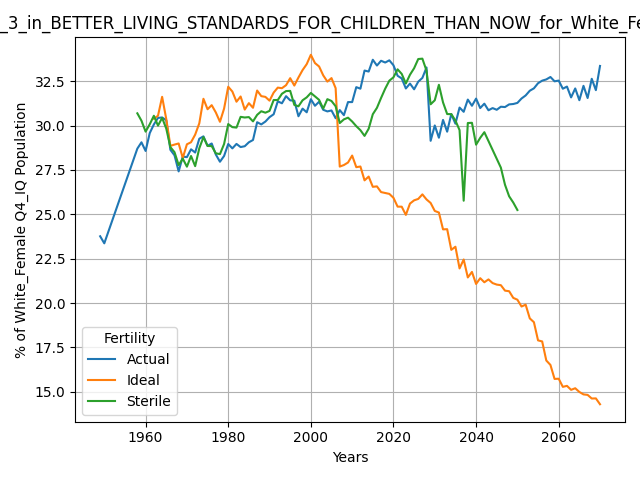 _3_in_BETTER_LIVING_STANDARDS_FOR_CHILDREN_THAN_NOW_for_White_Fe
% of White_Female Q4_IQ Population
32.5
30.0
27.5
25.0
22.5
20.0
17.5
15.0
Fertility
Actual
Ideal
Sterile
1960
1980
2000
2020
2040
2060
Years